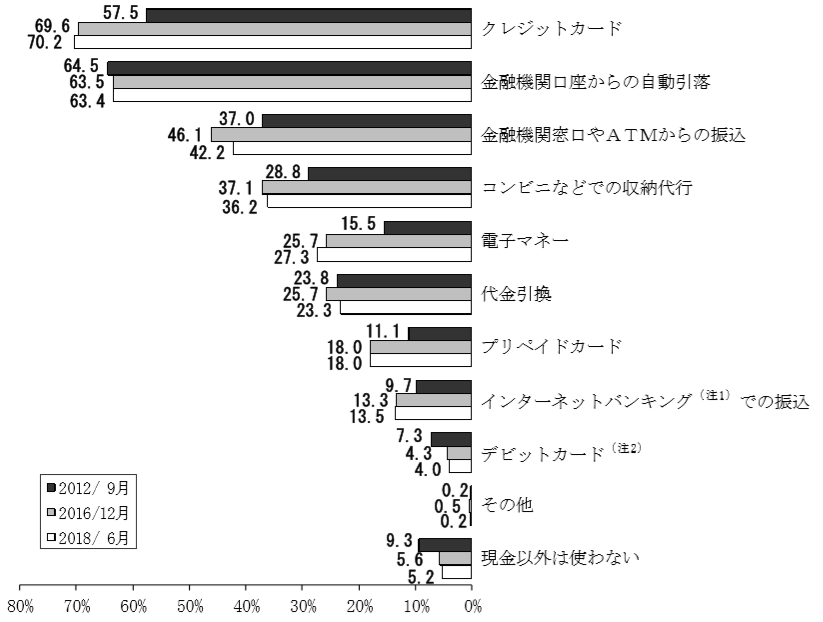 57.5
69.6
70.2
クレジットカード
64.5
63.5
63.4
金融機関口座からの自動引落
37.0
46.1
42.2
金融機関窓口やＡＴＭからの振込
28.8
37.1
36.2
コンビニなどでの収納代行
15.5
25.7
27.3
電子マネー
23.8
25.7
23.3
代金引換
11.1
18.0
18.0
プリペイドカード
9.7
13.3
13.5
インターネットバンキング（注1）での振込
7.3
4.3
4.0
デビットカード（注2）
0.2
0.5
0.2
その他
9.3
5.6
5.2
現金以外は使わない
2012/ 9月
2016/12月
2018/ 6月
80% 70% 60% 50% 40% 30% 20% 10% 0%